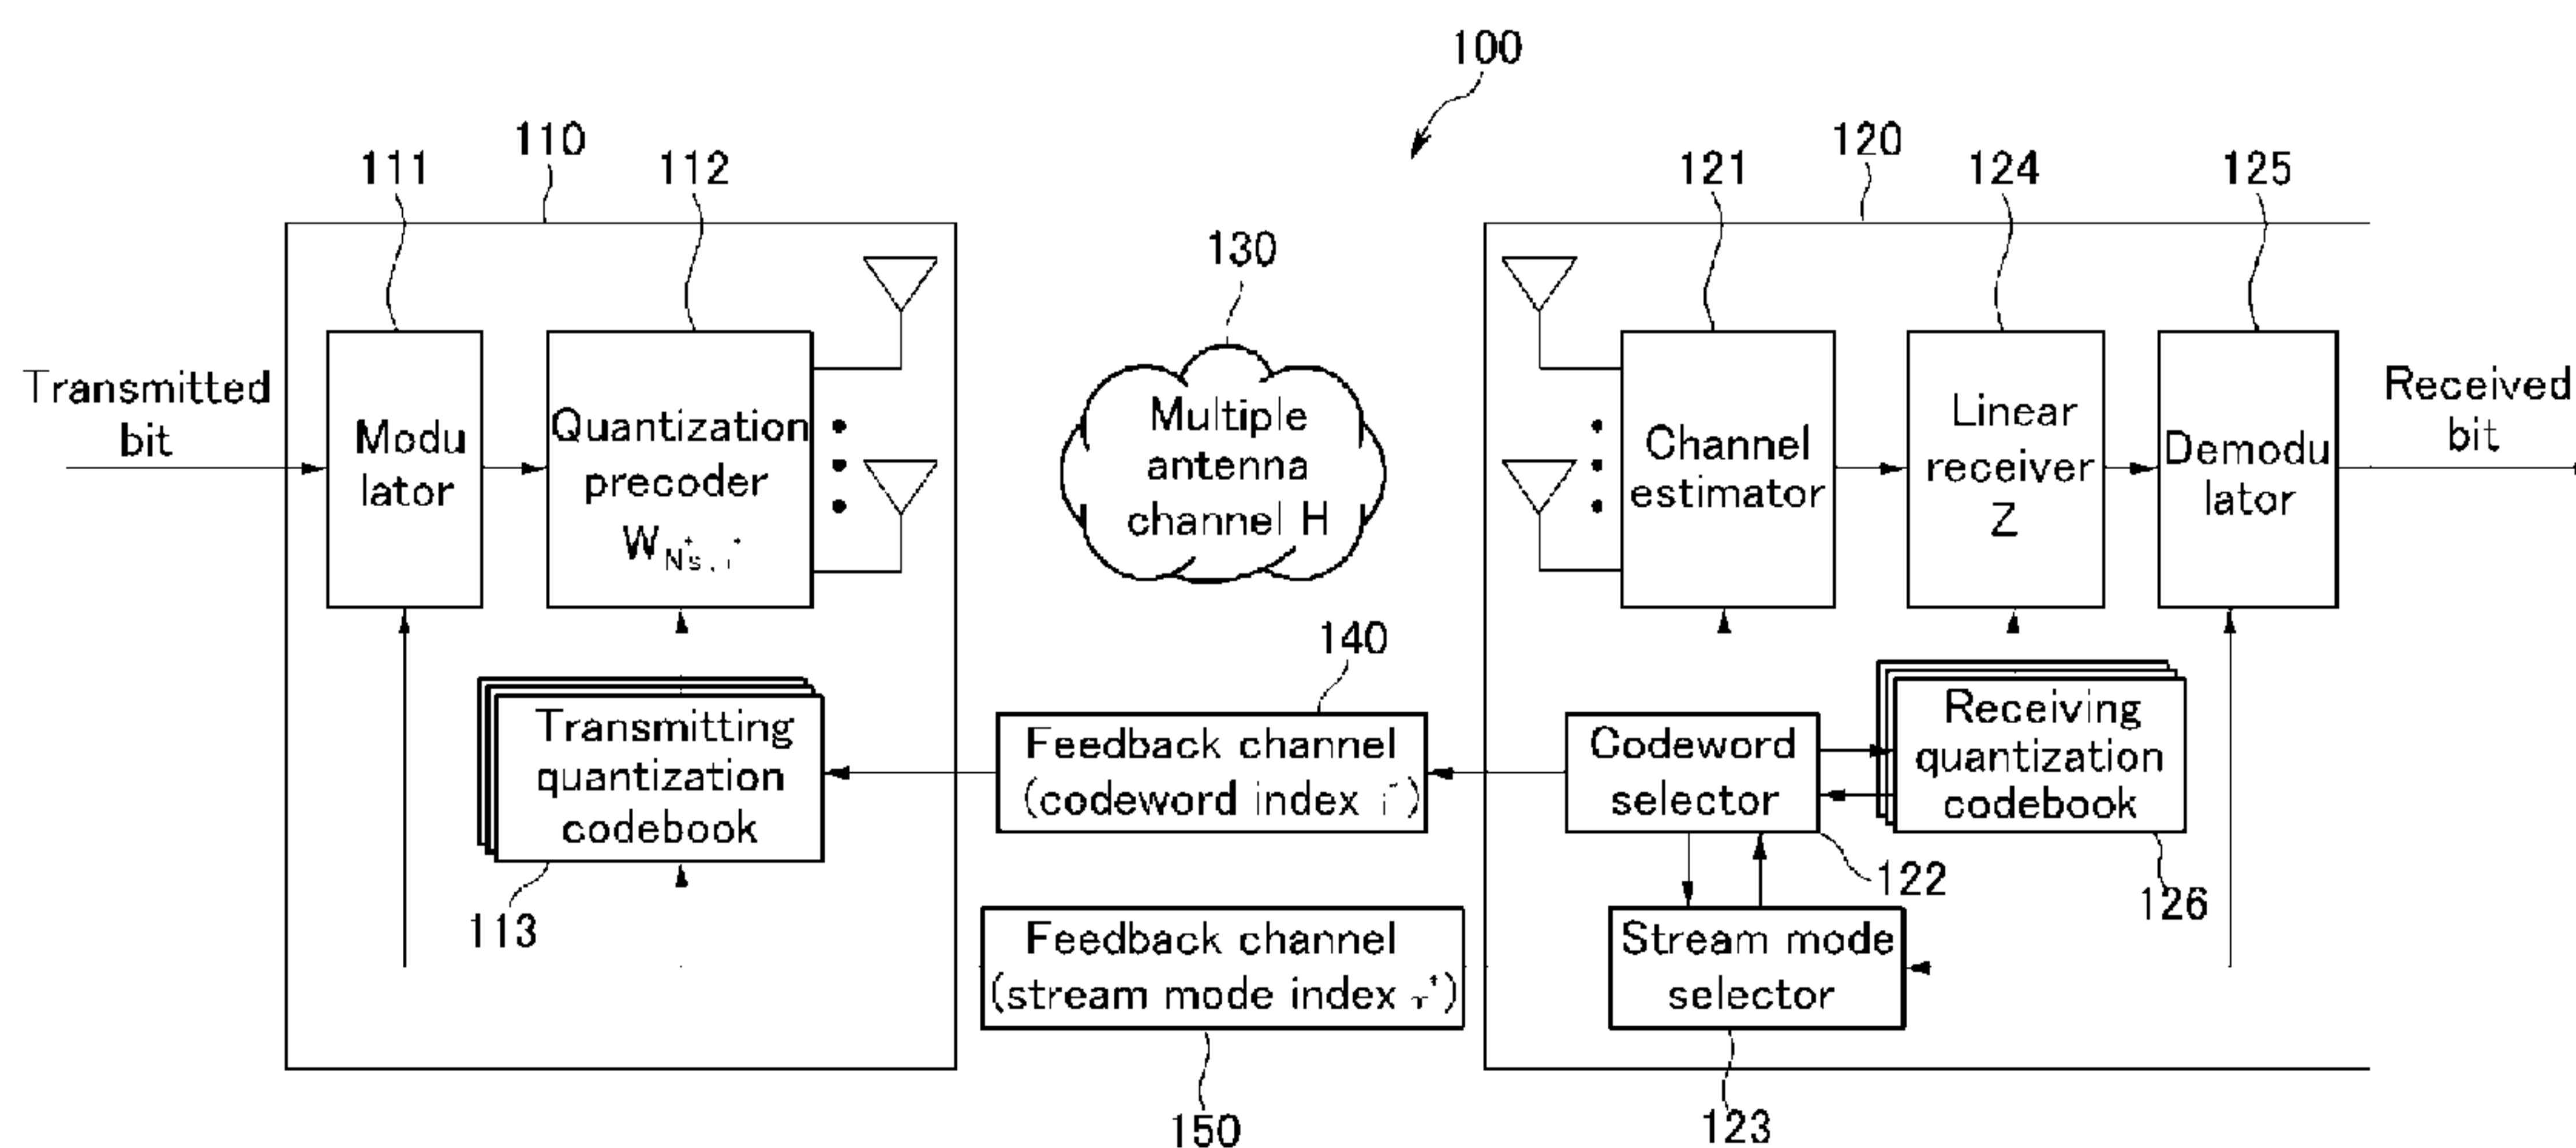 100
110
120
111
112
121
124
125
130
Transmitted
bit
Modu
lator
Quantization
precoder
Multiple
antenna
channel H
Channel
estimator
Linear
receiver
Z
Demodu
lator
Received
bit
140
Transmitting
quantization
codebook
Feedback channel
(codeword index i*)
Codeword
selector
Receiving
quantization
codebook
113
122
126
Feedback channel
(stream mode index
Stream mode
selector
150
123